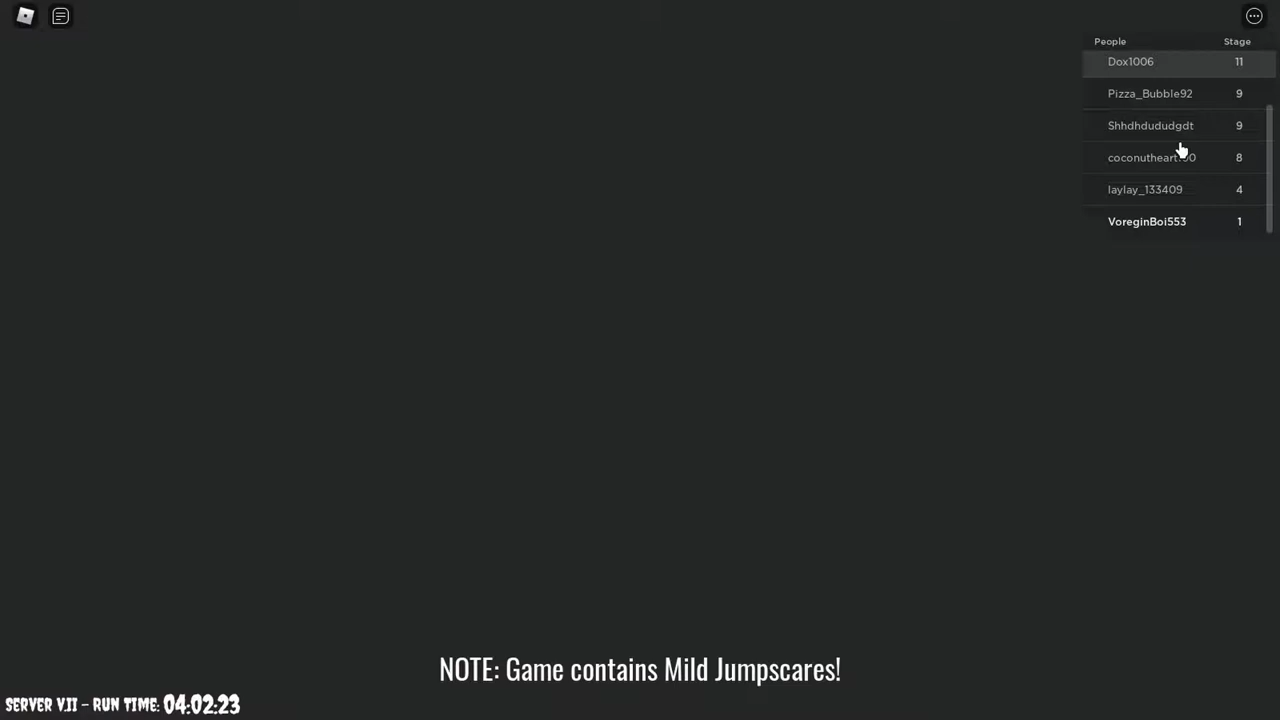 People Stage
Dox1006 11
Pizza_Bubble92 9
Shhdhdududgdt 9
8
laylay_133409 4
VoreginBoi553 1
NOTE: Game contains Mild Jumpscares!
SERVER V.II - RUN TIME: 04:02:23